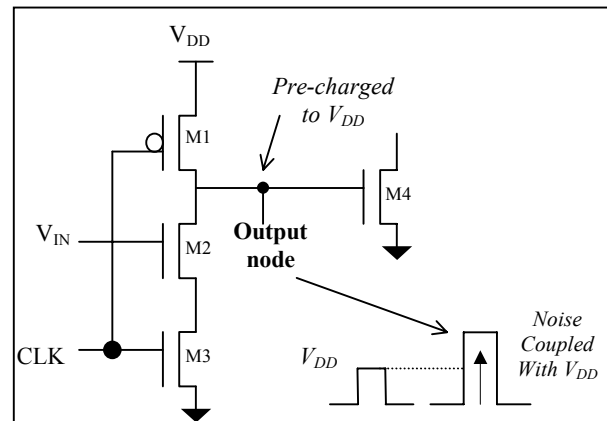 VDD
Pre-charged
to VDD
M1
M4
VIN
M2
Output
node
CLK
M3
VDD
Noise
Coupled
With VDD